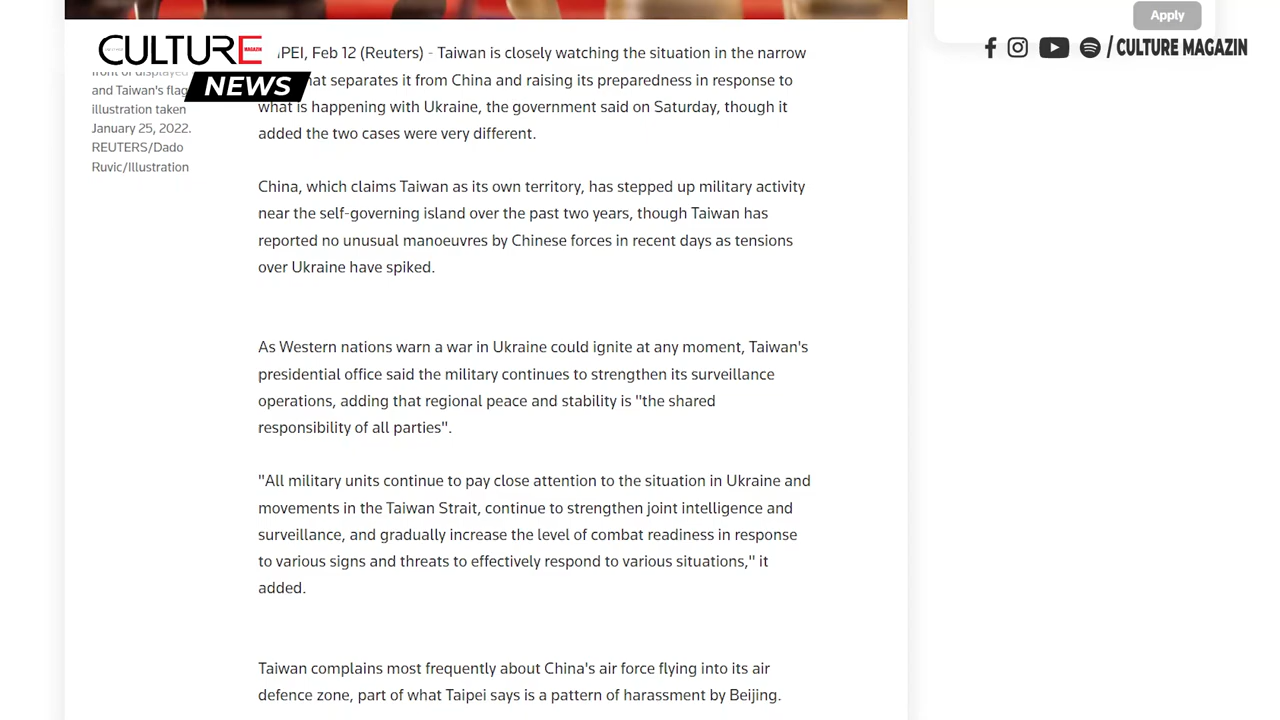 Apply
CULTURE
MAGAZIN
NEWS
/ CULTURE MAGAZIN
PEI, Feb 12 (Reuters) - Taiwan is closely watching the situation in the narrow
hat separates it from China and raising its preparedness in response to
what is happening with Ukraine, the government said on Saturday, though it
added the two cases were very different.
front of displayed
and Taiwan's flag
illustration taken
January 25, 2022.
REUTERS/Dado
Ruvic/Illustration
China, which claims Taiwan as its own territory, has stepped up military activity
near the self-governing island over the past two years, though Taiwan has
reported no unusual manoeuvres by Chinese forces in recent days as tensions
over Ukraine have spiked.
As Western nations warn a war in Ukraine could ignite at any moment, Taiwan's
presidential office said the military continues to strengthen its surveillance
operations, adding that regional peace and stability is "the shared
responsibility of all parties".
"All military units continue to pay close attention to the situation in Ukraine and
movements in the Taiwan Strait, continue to strengthen joint intelligence and
surveillance, and gradually increase the level of combat readiness in response
to various signs and threats to effectively respond to various situations," it
added.
Taiwan complains most frequently about China's air force flying into its air
defence zone, part of what Taipei says is a pattern of harassment by Beijing.